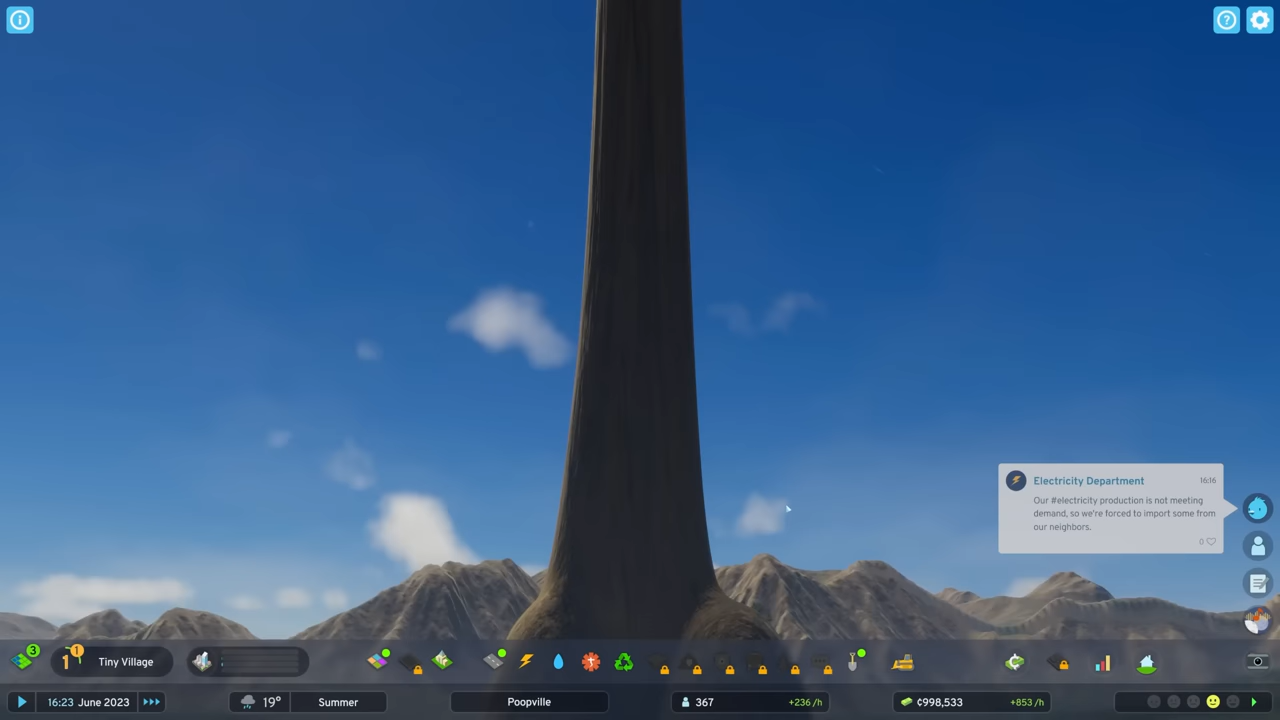 Electricity Department
16:16
Our #electricity production is not meeting
demand, so we're forced to import some from
our neighbors.
0
3
1
1
Tiny Village
16:23 June 2023
19°
Summer
Poopville
367
+236 /h
¢998,533
+853 /h